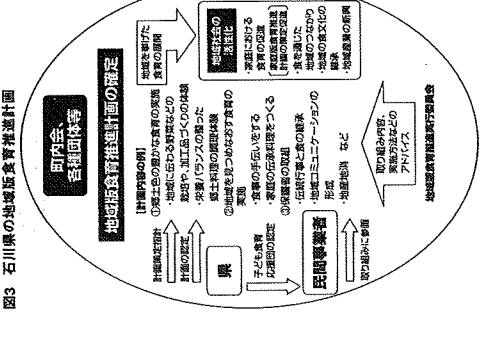 図3 石川県の地域版食育推進計画
町内会
各種団体等
地域版食育推進計画の確定
【計画内容の例】
①郷土色の豊かな食育の実施
・地域に伝わる野菜などの
栽培や、加工品づくりの体験
・栄養バランスの整った
郷土料理の調理体験
②地域を見つめなおす食育の
実施
・食事の手伝いをする
・家庭の伝承料理をつくる
③保護者の取組
・伝統行事と食の継承
・地域コミュニケーションの
形成
・地産地消 など
計画策定指針
計画の認定
県
子ども食育
応援団の認定
民間事業者
取り組みに参画
地域を挙げた
食育の展開
地域社会の
活性化
・家庭における
食育の促進
家庭版食育推進
計画の策定促進
・食を通じた
地域のつながり
・地域の食文化の
継承
・地域産業の振興
取り組み内容、
実施方法などの
アドバイス
地域版食育推進実行委員会